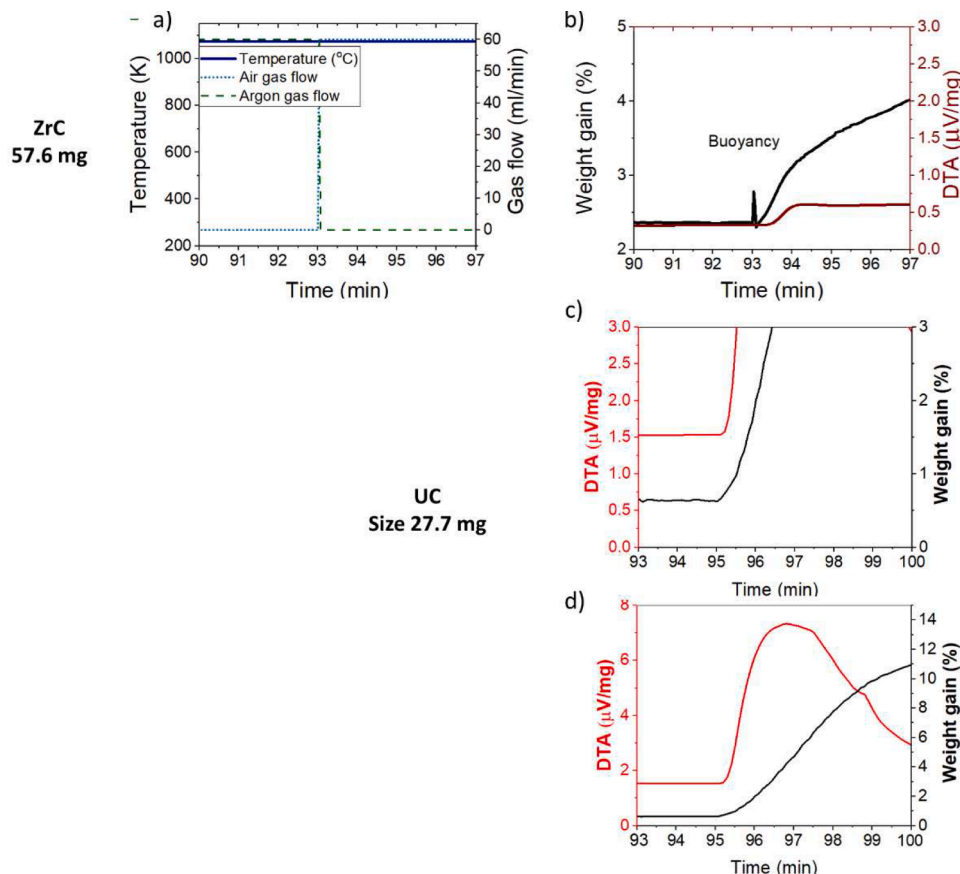 a)
1000
800
600
400
200
Temperature (K)
Temperature (°C)
Air gas flow
Argon gas flow
60
50
40
30
20
10
0
Gas flow (ml/min)
90 91 92 93 94 95 96 97
Time (min)
ZrC
57.6 mg
b)
5
4
3
2
Weight gain (%)
Buoyancy
3.0
2.5
2.0
1.5
1.0
0.5
0.0
DTA (µV/mg)
90 91 92 93 94 95 96 97
Time (min)
c)
3.0
2.5
2.0
1.5
1.0
0.5
0.0
DTA (µV/mg)
3
2
1
0
Weight gain (%)
93 94 95 96 97 98 99 100
Time (min)
UC
Size 27.7 mg
d)
8
6
4
2
0
DTA (µV/mg)
14
12
10
8
6
4
2
0
Weight gain (%)
93 94 95 96 97 98 99 100
Time (min)